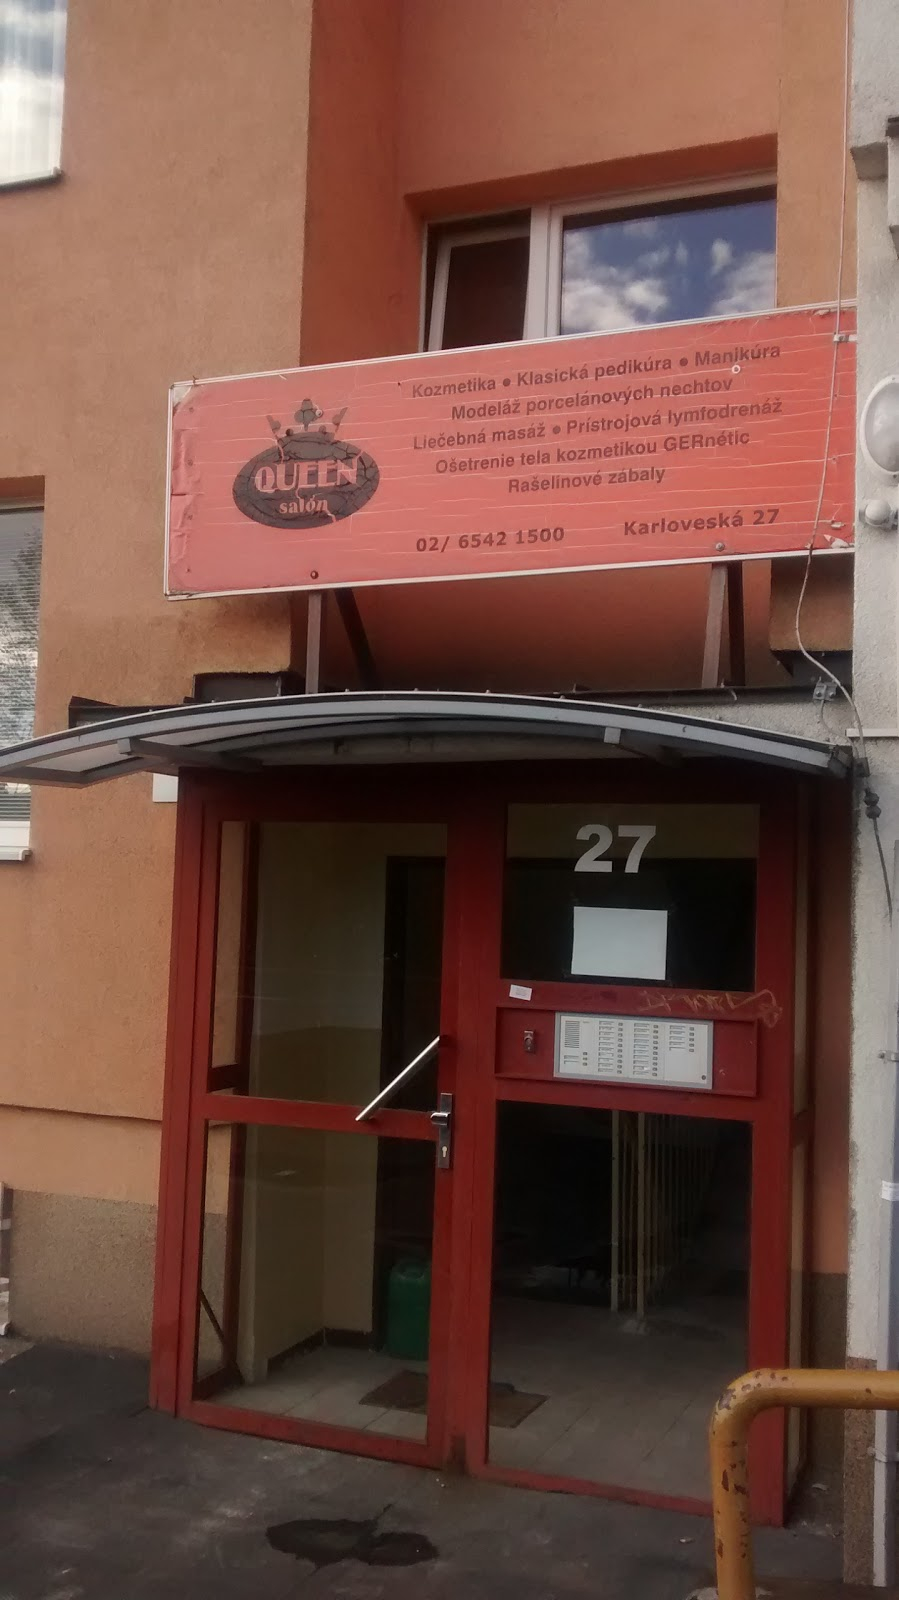 QUEEN
salón
Kozmetika ● Klasická pedikúra ● Manikúra
Modeláž porcelánových nechtov
Liečebná masáž ● Prístrojová lymfodrenáž
Ošetrenie tela kozmetikou GERnétic
Rašelinové zábaly
02/ 6542 1500 Karloveská 27
27